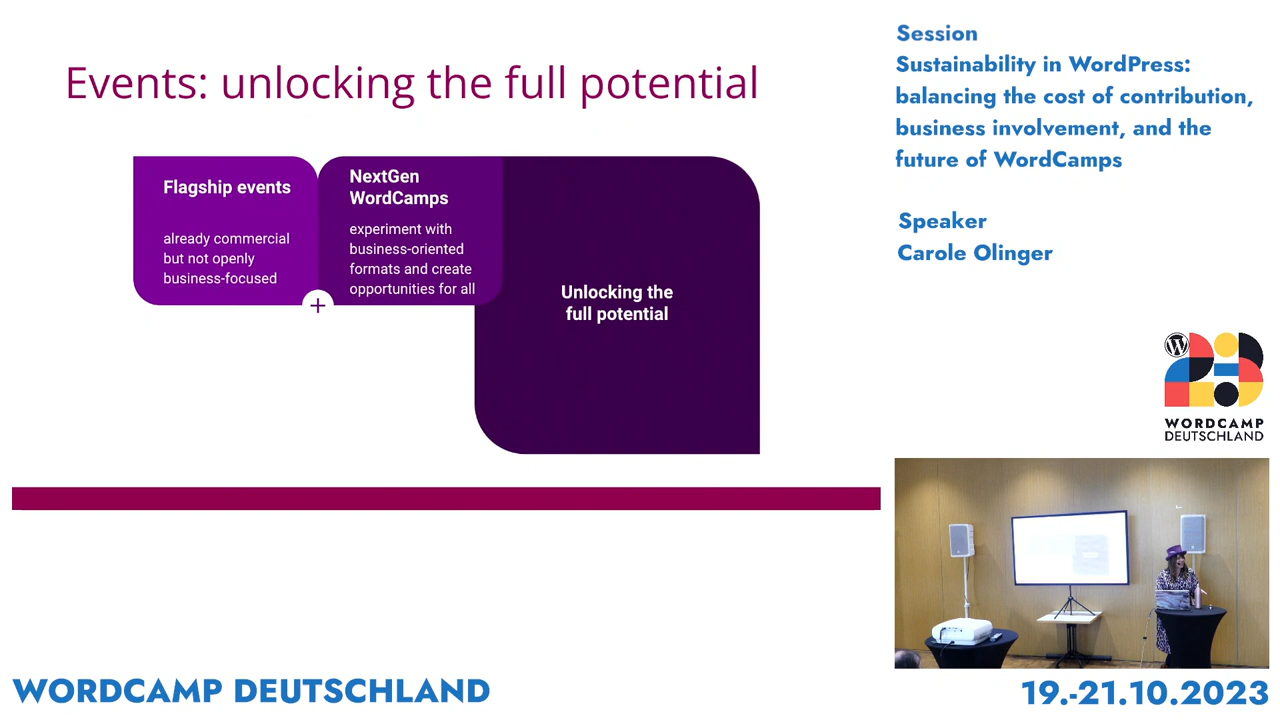 Events: unlocking the full potential
Flagship events
already commercial
but not openly
business-focused
+
NextGen
WordCamps
experiment with
business-oriented
formats and create
opportunities for all
Unlocking the
full potential
Session
Sustainability in WordPress:
balancing the cost of contribution,
business involvement, and the
future of WordCamps
Speaker
Carole Olinger
W
WORDCAMP
DEUTSCHLAND
WORDCAMP DEUTSCHLAND
19.-21.10.2023